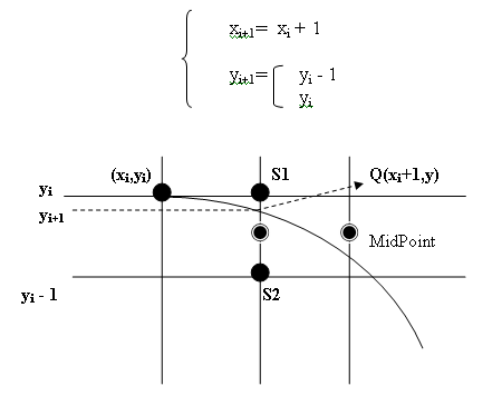 xi+1= xi + 1
yi+1= yi - 1
yi
(xi,yi) S1 Q(xi+1,y)
yi
yi+1
MidPoint
yi - 1 S2